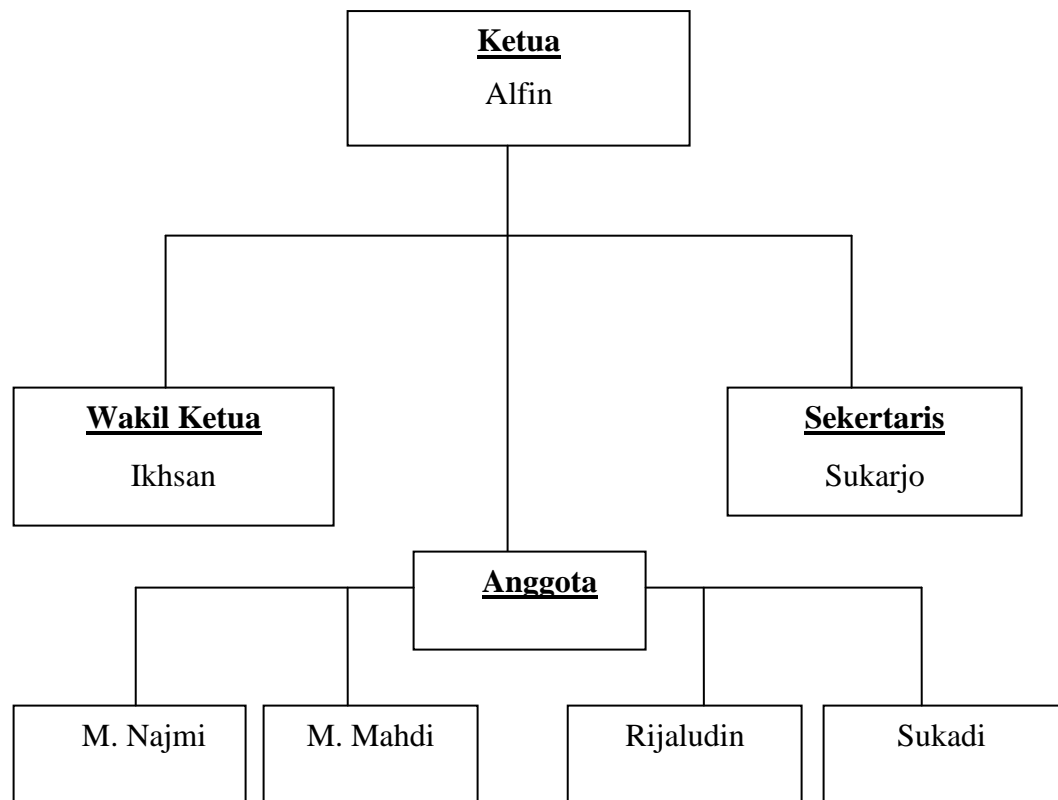 Ketua
Alfin
Wakil Ketua
Ikhsan
Sekertaris
Sukarjo
Anggota
M. Najmi
M. Mahdi
Rijaludin
Sukadi